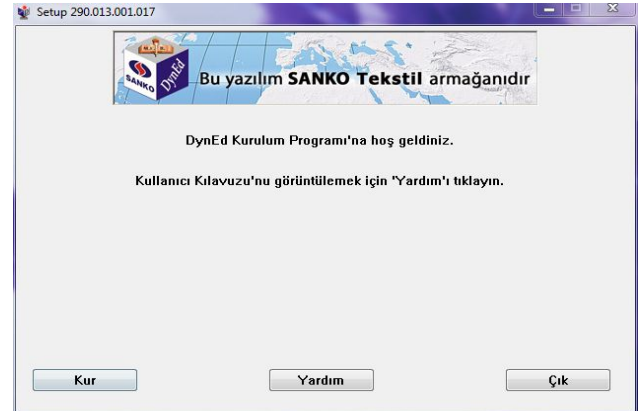 Setup 290.013.001.017
SANKO DynEd
Bu yazılım SANKO Tekstil armağanıdır
DynEd Kurulum Programı'na hoş geldiniz.
Kullanıcı Kılavuzu'nu görüntülemek için 'Yardım'ı tıklayın.
Kur Yardım Çık